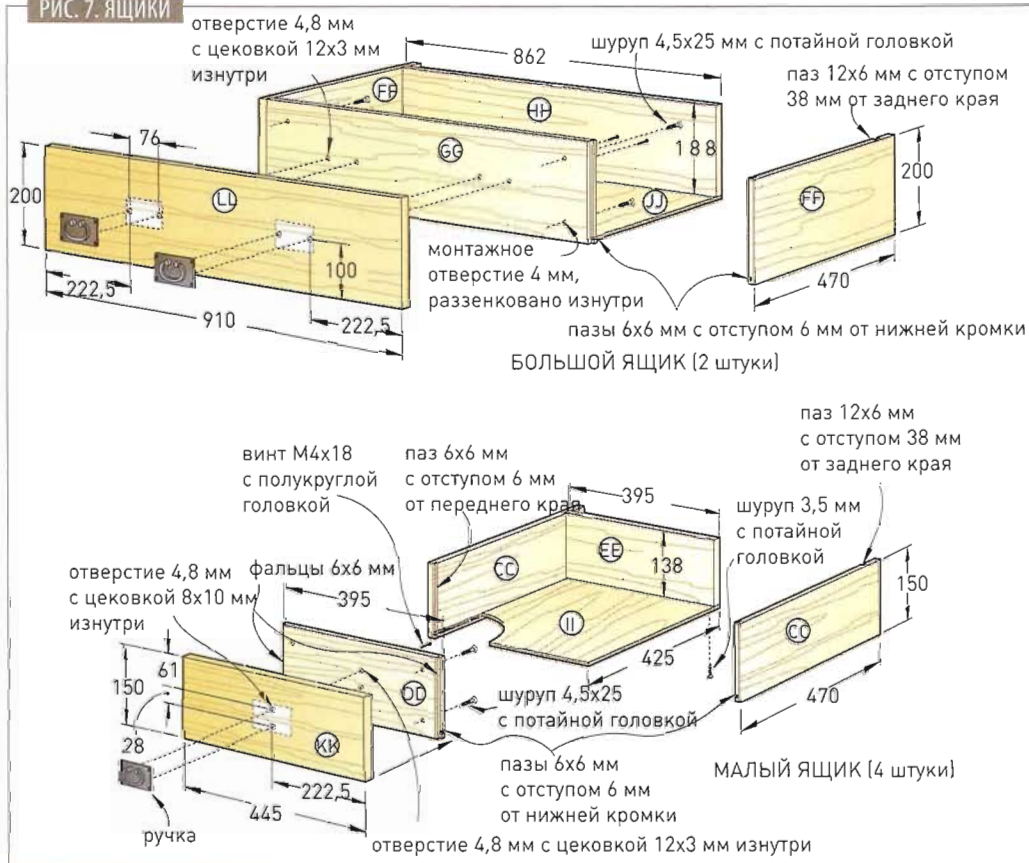 РИС. 7. ЯЩИКИ
отверстие 4,8 мм
с цековкой 12х3 мм
изнутри
862
шуруп 4,5х25 мм с потайной головкой
паз 12х6 мм с отступом
38 мм от заднего края
FF
HH
76
GG
188
200
LL
FF
200
JJ
монтажное
отверстие 4 мм,
раззенковано изнутри
100
222,5
470
910
222,5
пазы 6х6 мм с отступом 6 мм от нижней кромки
БОЛЬШОЙ ЯЩИК (2 штуки)
паз 12х6 мм
с отступом 38 мм
от заднего края
винт М4х18
с полукруглой
головкой
паз 6х6 мм
с отступом 6 мм
от переднего края
395
шуруп 3,5 мм
с потайной
головкой
EE
CC
138
отверстие 4,8 мм
с цековкой 8х10 мм
изнутри
фальцы 6х6 мм
395
150
II
CC
425
61
150
DD
шуруп 4,5х25
с потайной головкой
470
28
KK
пазы 6х6 мм
с отступом 6 мм
от нижней кромки
МАЛЫЙ ЯЩИК (4 штуки)
222,5
445
ручка
отверстие 4,8 мм с цековкой 12х3 мм изнутри